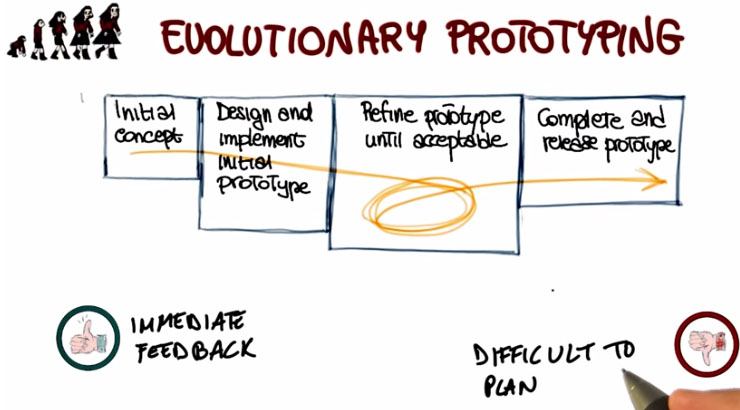 EVOLUTIONARY PROTOTYPING
Initial
concept
Design and
implement
initial
prototype
Refine prototype
until acceptable
Complete and
release prototype
IMMEDIATE
FEEDBACK
DIFFICULT TO
PLAN